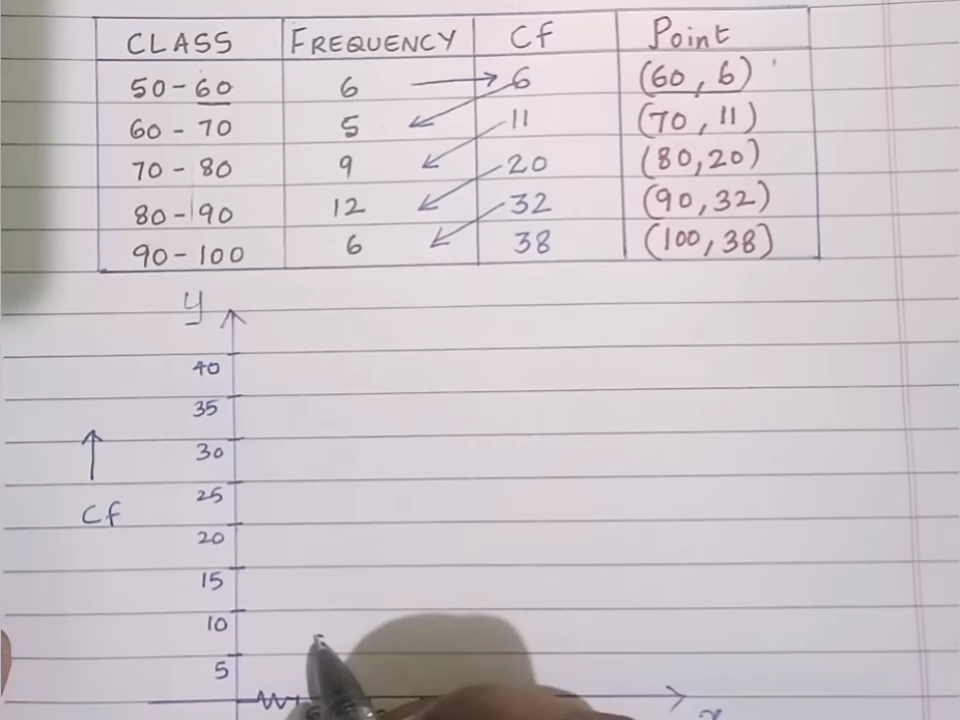 CLASS FREQUENCY Cf Point
50-60 6 6 (60, 6)
60-70 5 11 (70, 11)
70-80 9 20 (80,20)
80-90 12 32 (90,32)
90-100 6 38 (100,38)
y
40
35
30
25
Cf
20
15
10
5